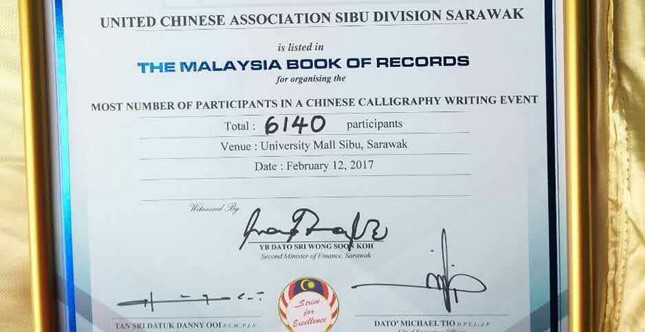 UNITED CHINESE ASSOCIATION SIBU DIVISION SARAWAK
is listed in
THE MALAYSIA BOOK OF RECORDS
for organising the
MOST NUMBER OF PARTICIPANTS IN A CHINESE CALLIGRAPHY WRITING EVENT
Total : 6140 participants
Venue : University Mall Sibu, Sarawak
Date : February 12, 2017
Witnessed By
YB DATO SRI WONG SOON KOH
Second Minister of Finance, Sarawak
Strive
for
Excellence
TAN SRI DATUK DANNY OOI
DATO' MICHAEL TIO